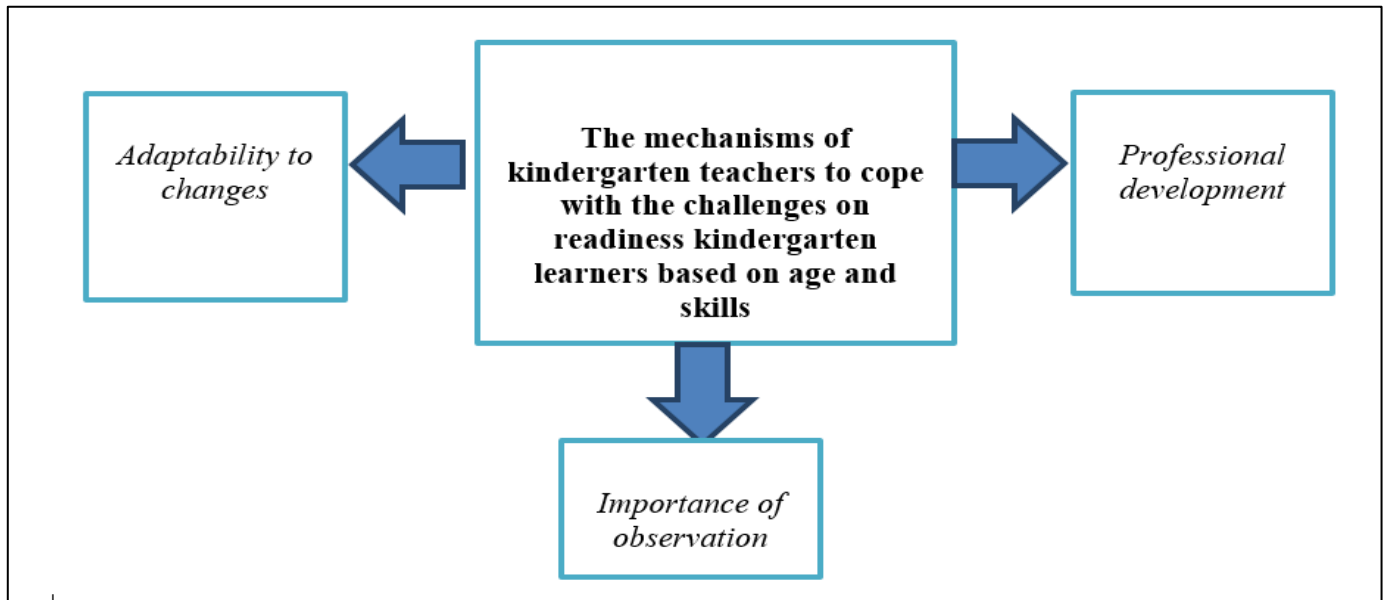 Adaptability to
changes
The mechanisms of
kindergarten teachers to cope
with the challenges on
readiness kindergarten
learners based on age and
skills
Professional
development
Importance of
observation